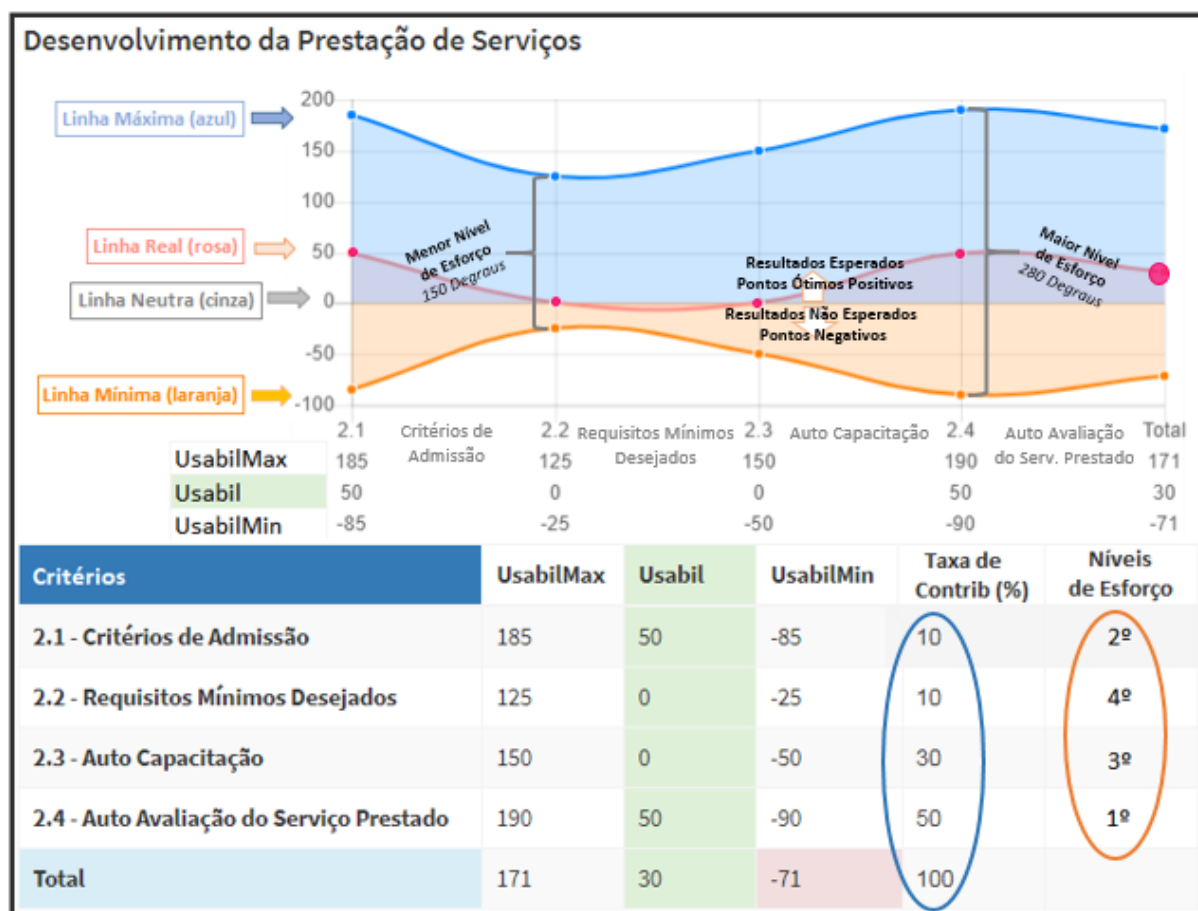 Desenvolvimento da Prestação de Serviços
Linha Máxima (azul)
Linha Real (rosa)
Linha Neutra (cinza)
Linha Mínima (laranja)
200
150
100
50
0
-50
-100
Menor Nível
de Esforço
150 Degraus
Resultados Esperados
Pontos Ótimos Positivos
Resultados Não Esperados
Pontos Negativos
Maior Nível
de Esforço
280 Degraus
2.1 Critérios de Admissão 2.2 Requisitos Mínimos Desejados 2.3 Auto Capacitação 2.4 Auto Avaliação do Serv. Prestado Total
UsabilMax 185 125 150 190 171
Usabil 50 0 0 50 30
UsabilMin -85 -25 -50 -90 -71
Critérios UsabilMax Usabil UsabilMin Taxa de Contrib (%) Níveis de Esforço
2.1 - Critérios de Admissão 185 50 -85 10 2º
2.2 - Requisitos Mínimos Desejados 125 0 -25 10 4º
2.3 - Auto Capacitação 150 0 -50 30 3º
2.4 - Auto Avaliação do Serviço Prestado 190 50 -90 50 1º
Total 171 30 -71 100